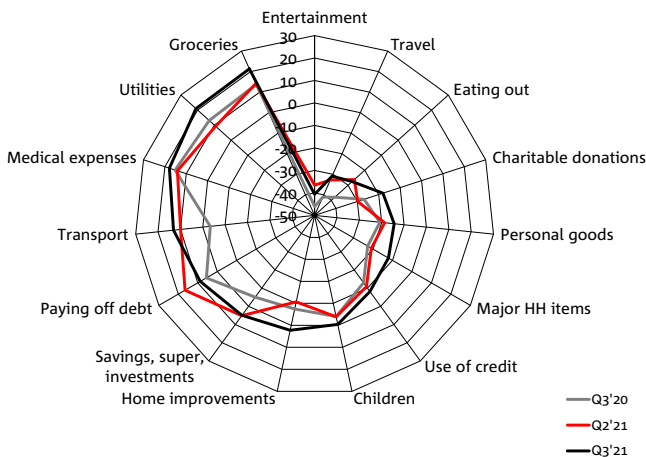 Entertainment
Travel
Eating out
Charitable donations
Personal goods
Major HH items
Use of credit
Children
Home improvements
Savings, super,
investments
Paying off debt
Transport
Medical expenses
Utilities
Groceries
30
20
10
0
-10
-20
-30
-40
-50
Q3'20
Q2'21
Q3'21